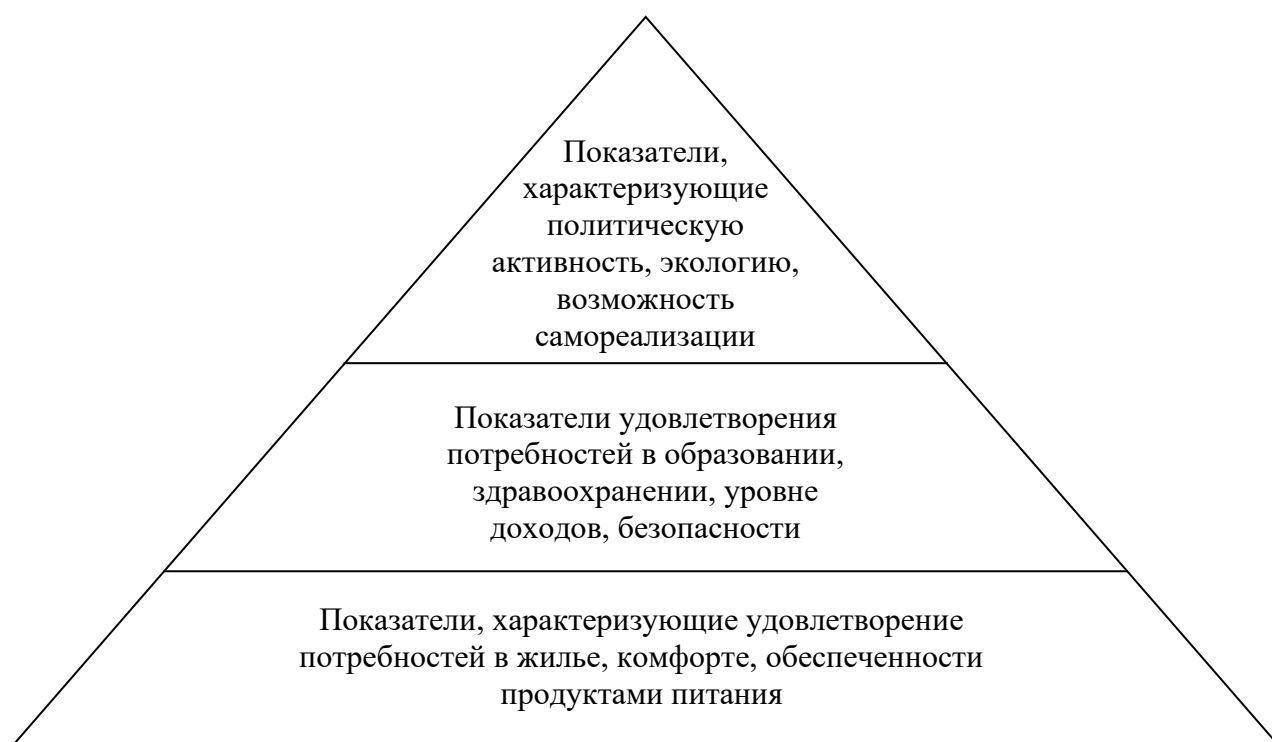 Показатели,
характеризующие
политическую
активность, экологию,
возможность
самореализации
Показатели удовлетворения
потребностей в образовании,
здравоохранении, уровне
доходов, безопасности
Показатели, характеризующие удовлетворение
потребностей в жилье, комфорте, обеспеченности
продуктами питания